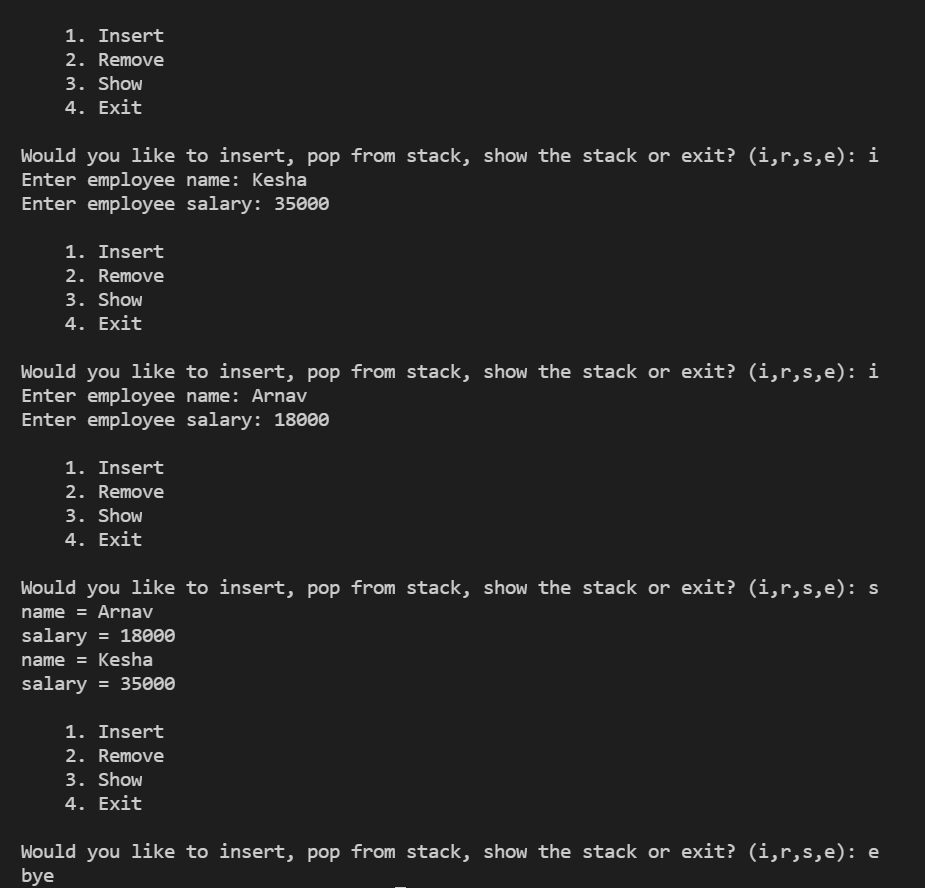 1. Insert
2. Remove
3. Show
4. Exit
Would you like to insert, pop from stack, show the stack or exit? (i,r,s,e): i
Enter employee name: Kesha
Enter employee salary: 35000
1. Insert
2. Remove
3. Show
4. Exit
Would you like to insert, pop from stack, show the stack or exit? (i,r,s,e): i
Enter employee name: Arnav
Enter employee salary: 18000
1. Insert
2. Remove
3. Show
4. Exit
Would you like to insert, pop from stack, show the stack or exit? (i,r,s,e): s
name = Arnav
salary = 18000
name = Kesha
salary = 35000
1. Insert
2. Remove
3. Show
4. Exit
Would you like to insert, pop from stack, show the stack or exit? (i,r,s,e): e
bye